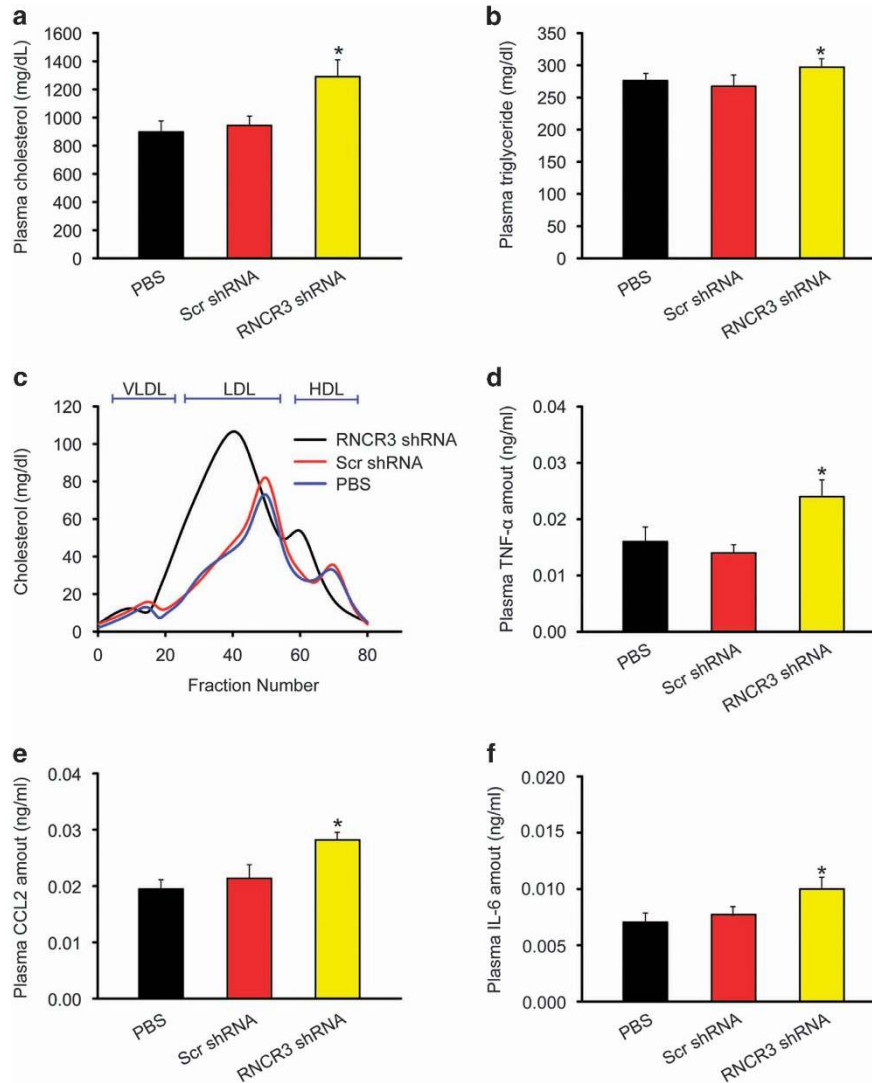 a
Plasma cholesterol (mg/dL)
1600
1400
1200
1000
800
600
400
200
0
*
PBS
Scr shRNA
RNCR3 shRNA
b
Plasma triglyceride (mg/dl)
350
300
250
200
150
100
50
0
*
PBS
Scr shRNA
RNCR3 shRNA
c
VLDL
LDL
HDL
Cholesterol (mg/dl)
120
100
80
60
40
20
0
RNCR3 shRNA
Scr shRNA
PBS
0 20 40 60 80
Fraction Number
d
Plasma TNF-α amout (ng/ml)
0.04
0.03
0.02
0.01
0.00
*
PBS
Scr shRNA
RNCR3 shRNA
e
Plasma CCL2 amout (ng/ml)
0.04
0.03
0.02
0.01
0.00
*
PBS
Scr shRNA
RNCR3 shRNA
f
Plasma IL-6 amout (ng/ml)
0.020
0.015
0.010
0.005
0.000
*
PBS
Scr shRNA
RNCR3 shRNA